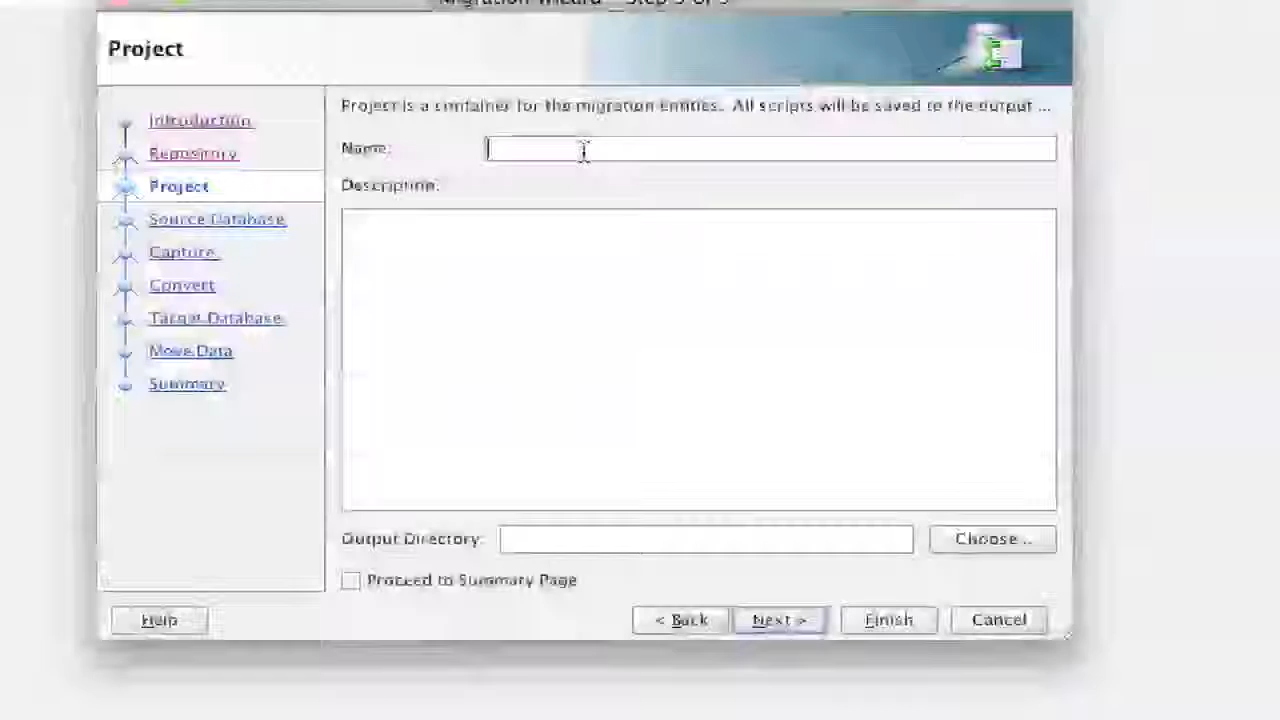 Migration Wizard
Project
Project is a container for the migration entities. All scripts will be saved to the output ...
Introduction
Repository
Project
Source Database
Capture
Convert
Target Database
Move Data
Summary
Name:
Description:
Output Directory:
Choose...
Proceed to Summary Page
Help
< Back
Next >
Finish
Cancel